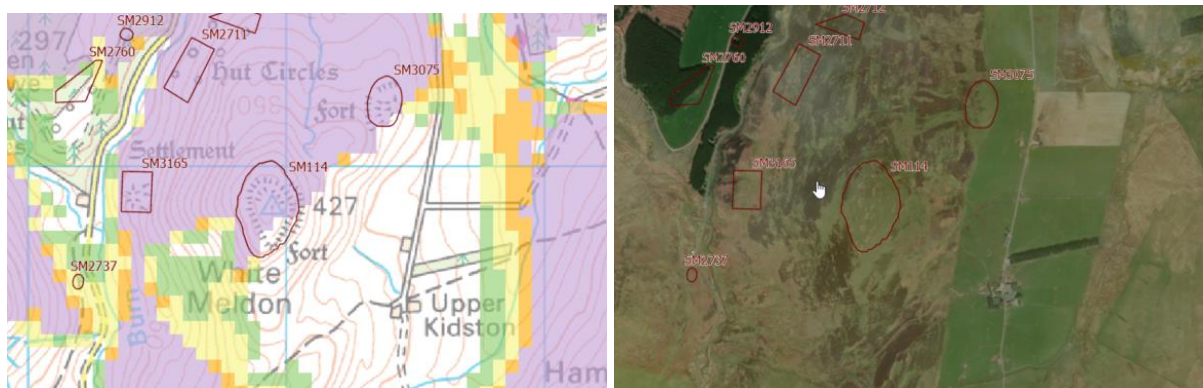 SM2912
297
SM2711
SM2760
Hut Circles
SM3075
Fort
Settlement
SM3165
SM114
427
Fort
SM2737
White
Meldon
Burn
Upper
Kidston
Ham
SM2712
SM2912
SM2711
SM2760
SM3075
SM3165
SM114
SM2737